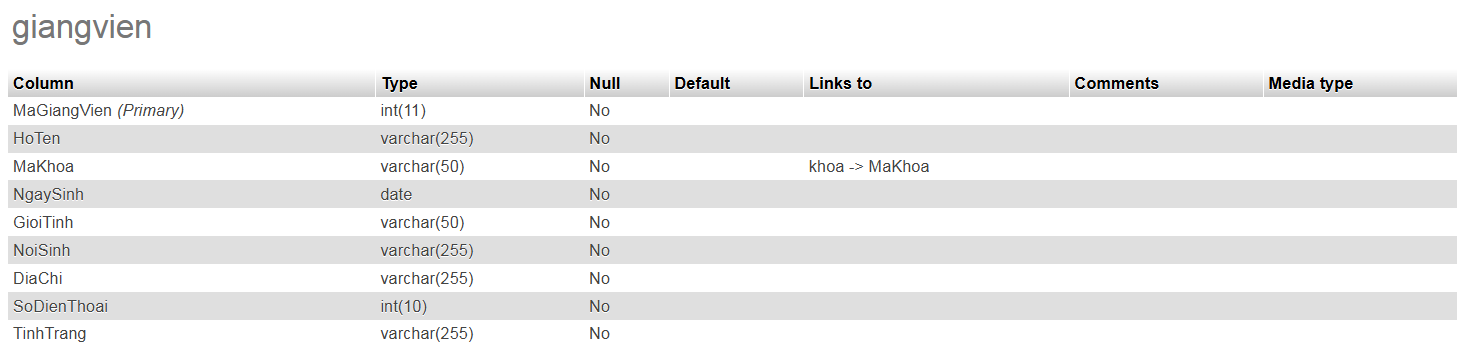 giangvien
Column Type Null Default Links to Comments Media type
MaGiangVien (Primary) int(11) No
HoTen varchar(255) No
MaKhoa varchar(50) No khoa -> MaKhoa
NgaySinh date No
GioiTinh varchar(50) No
NoiSinh varchar(255) No
DiaChi varchar(255) No
SoDienThoai int(10) No
TinhTrang varchar(255) No